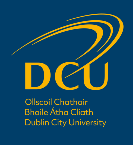 DCU
Ollscoil Chathair
Bhaile Átha Cliath
Dublin City University